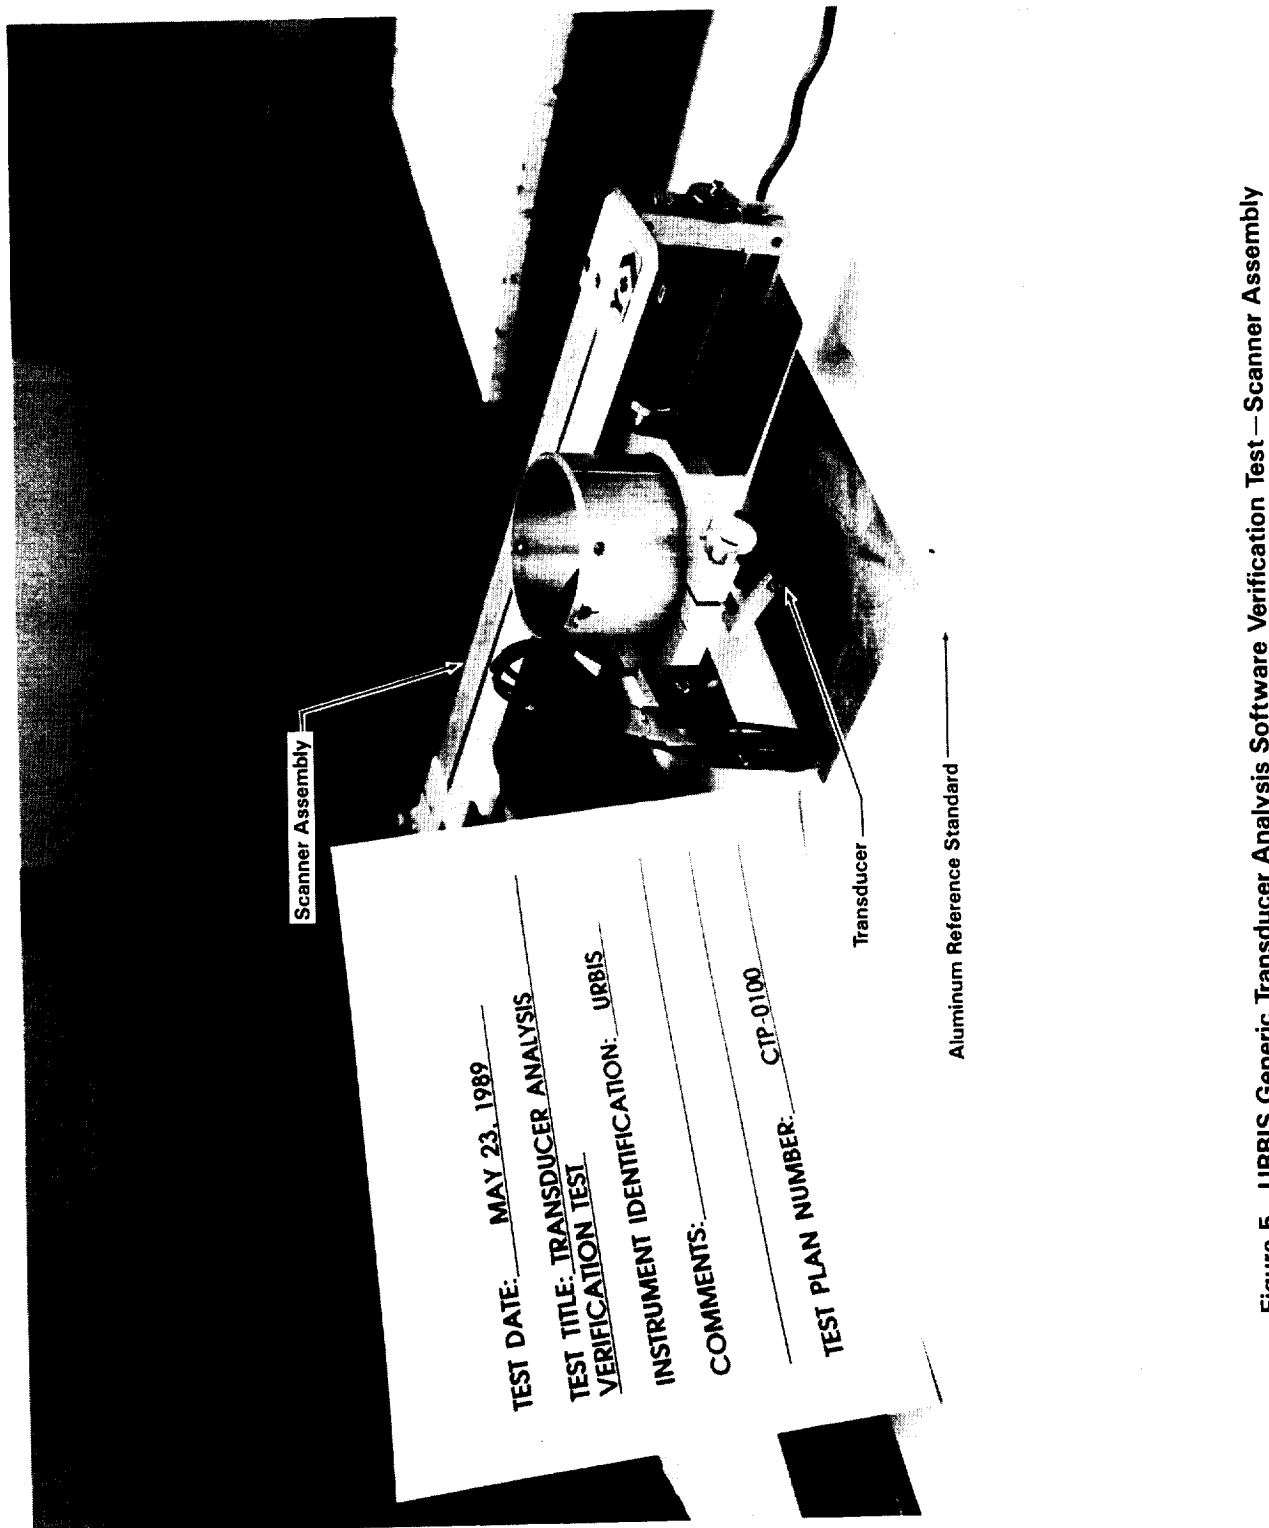 Scanner Assembly
TEST DATE: MAY 23, 1989
TEST TITLE: TRANSDUCER ANALYSIS
VERIFICATION TEST
INSTRUMENT IDENTIFICATION: URBIS
COMMENTS:
TEST PLAN NUMBER: CTP-0100
Transducer
Aluminum Reference Standard
Figure 5 URBIS Generic Transducer Analysis Software Verification Test—Scanner Assembly